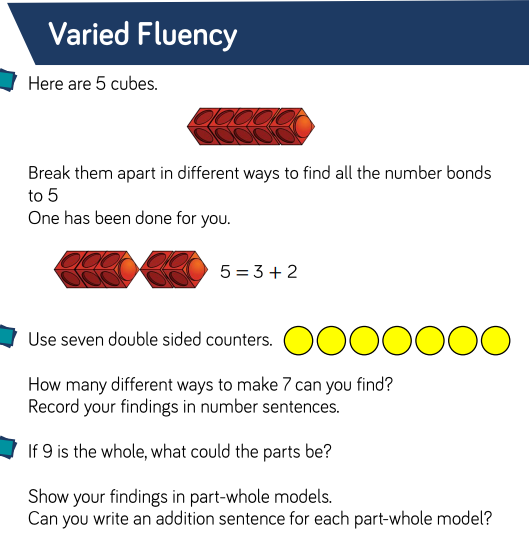 Varied Fluency
Here are 5 cubes.
Break them apart in different ways to find all the number bonds
to 5
One has been done for you.
5 = 3 + 2
Use seven double sided counters.
How many different ways to make 7 can you find?
Record your findings in number sentences.
If 9 is the whole, what could the parts be?
Show your findings in part-whole models.
Can you write an addition sentence for each part-whole model?